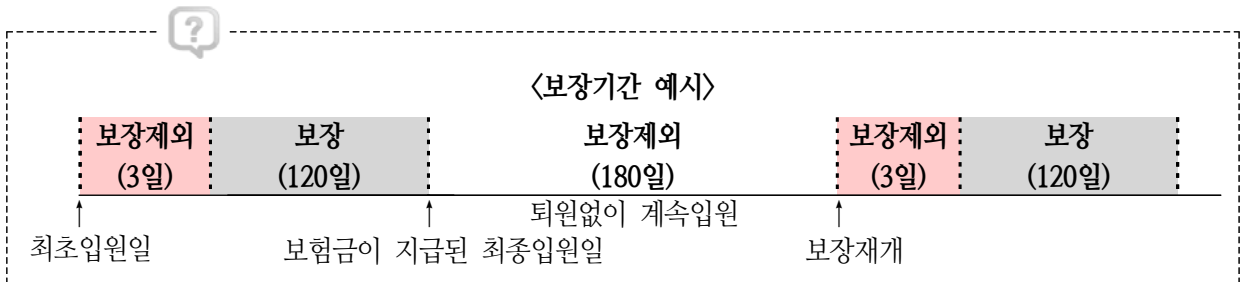 ?
〈보장기간 예시〉
보장제외 보장 보장제외 보장제외 보장
(3일) (120일) (180일) (3일) (120일)
퇴원없이 계속입원
최초입원일 보험금이 지급된 최종입원일 보장재개